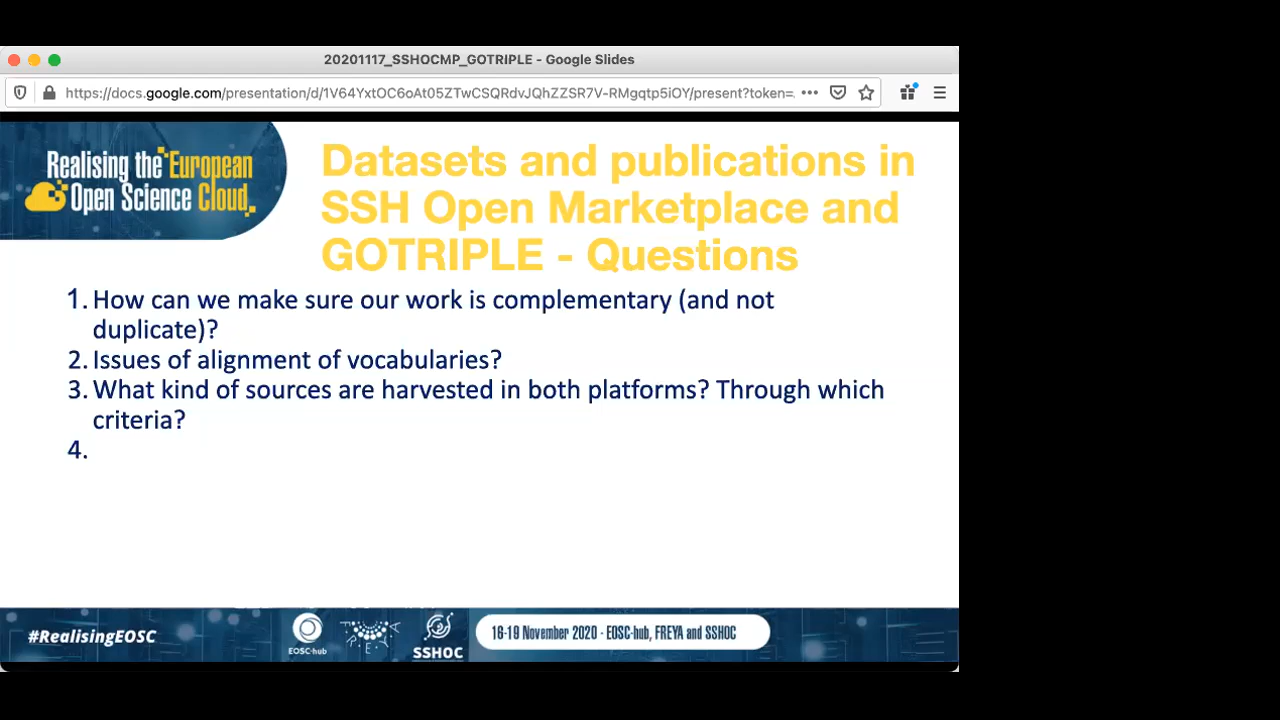 20201117_SSHOCMP_GOTRIPLE - Google Slides
https://docs.google.com/presentation/d/1V64YxtOC6oAt05ZTwCSQRdvJQhZZSR7V-RMgqtp5iOY/present?token=
Realising the European
Open Science Cloud
Datasets and publications in
SSH Open Marketplace and
GOTRIPLE - Questions
1. How can we make sure our work is complementary (and not
duplicate)?
2. Issues of alignment of vocabularies?
3. What kind of sources are harvested in both platforms? Through which
criteria?
4.
#RealisingEOSC
EOSC-hub
FREYA
SSHOC
16-19 November 2020 - EOSC-hub, FREYA and SSHOC